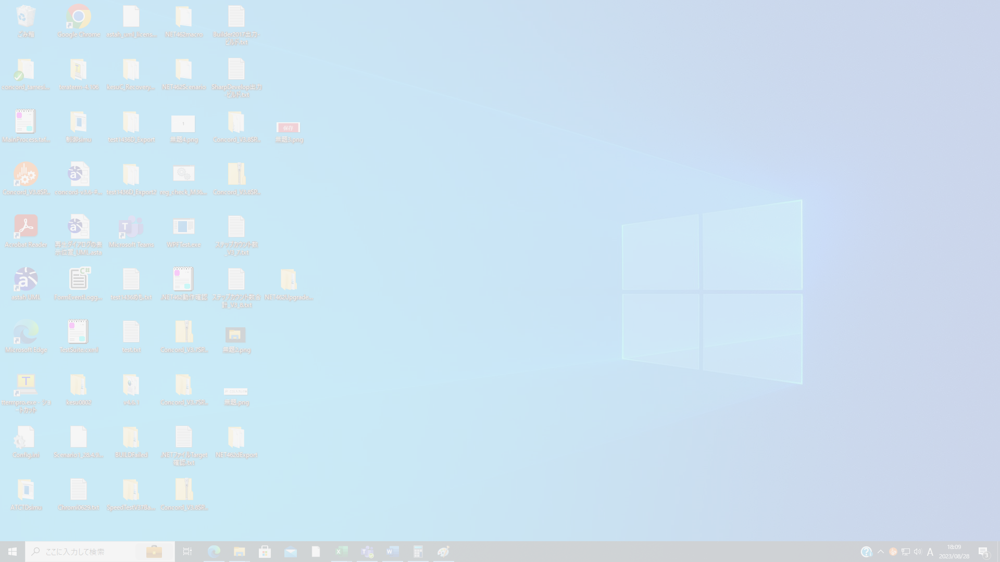 ごみ箱
Google Chrome
astah_uml_licens...
NET462macro
Builder2017出力-
ビルド.txt
concord_tamesi...
teraterm-4.106
kesuC_Recovery...
NET462Scenario
SharpDevelop出力
ビルド.txt
MainProcess.taf...
制御simu
test1436D_Export
無題4.png
Concord_V3.8SP...
無題3.png
Concord_V3.8SP...
concord-v3.6-#...
test1436D_Export2
reg_check_M36...
Concord_V3.8SP...
Acrobat Reader
再生ダイアログの表
示位置_UML.asta
Microsoft Teams
WPFTest.exe
ステップカウント数
_V3_7.txt
astah UML
FormEventLogg...
test1436めも.txt
.NET462動作確認
ステップカウント数合
計_V3_8.txt
NET462Upgrade...
Microsoft Edge
TestSuite.cxml
test.txt
Concord_V3.7SP...
無題2.png
ttermpro.exe - ショ
ートカット
kesu0802
v4.6.1
Concord_V3.7SP...
無題.png
Config.ini
Scenario1_28.4.9...
BUILDFailed
.NETファイルTarget
確認.txt
NET462dExport
ATCTDsimu
Chromi0629.txt
SpeedTestV37Ba...
Concord_V3.8SP...
ここに入力して検索
A
18:09
2023/08/28
3